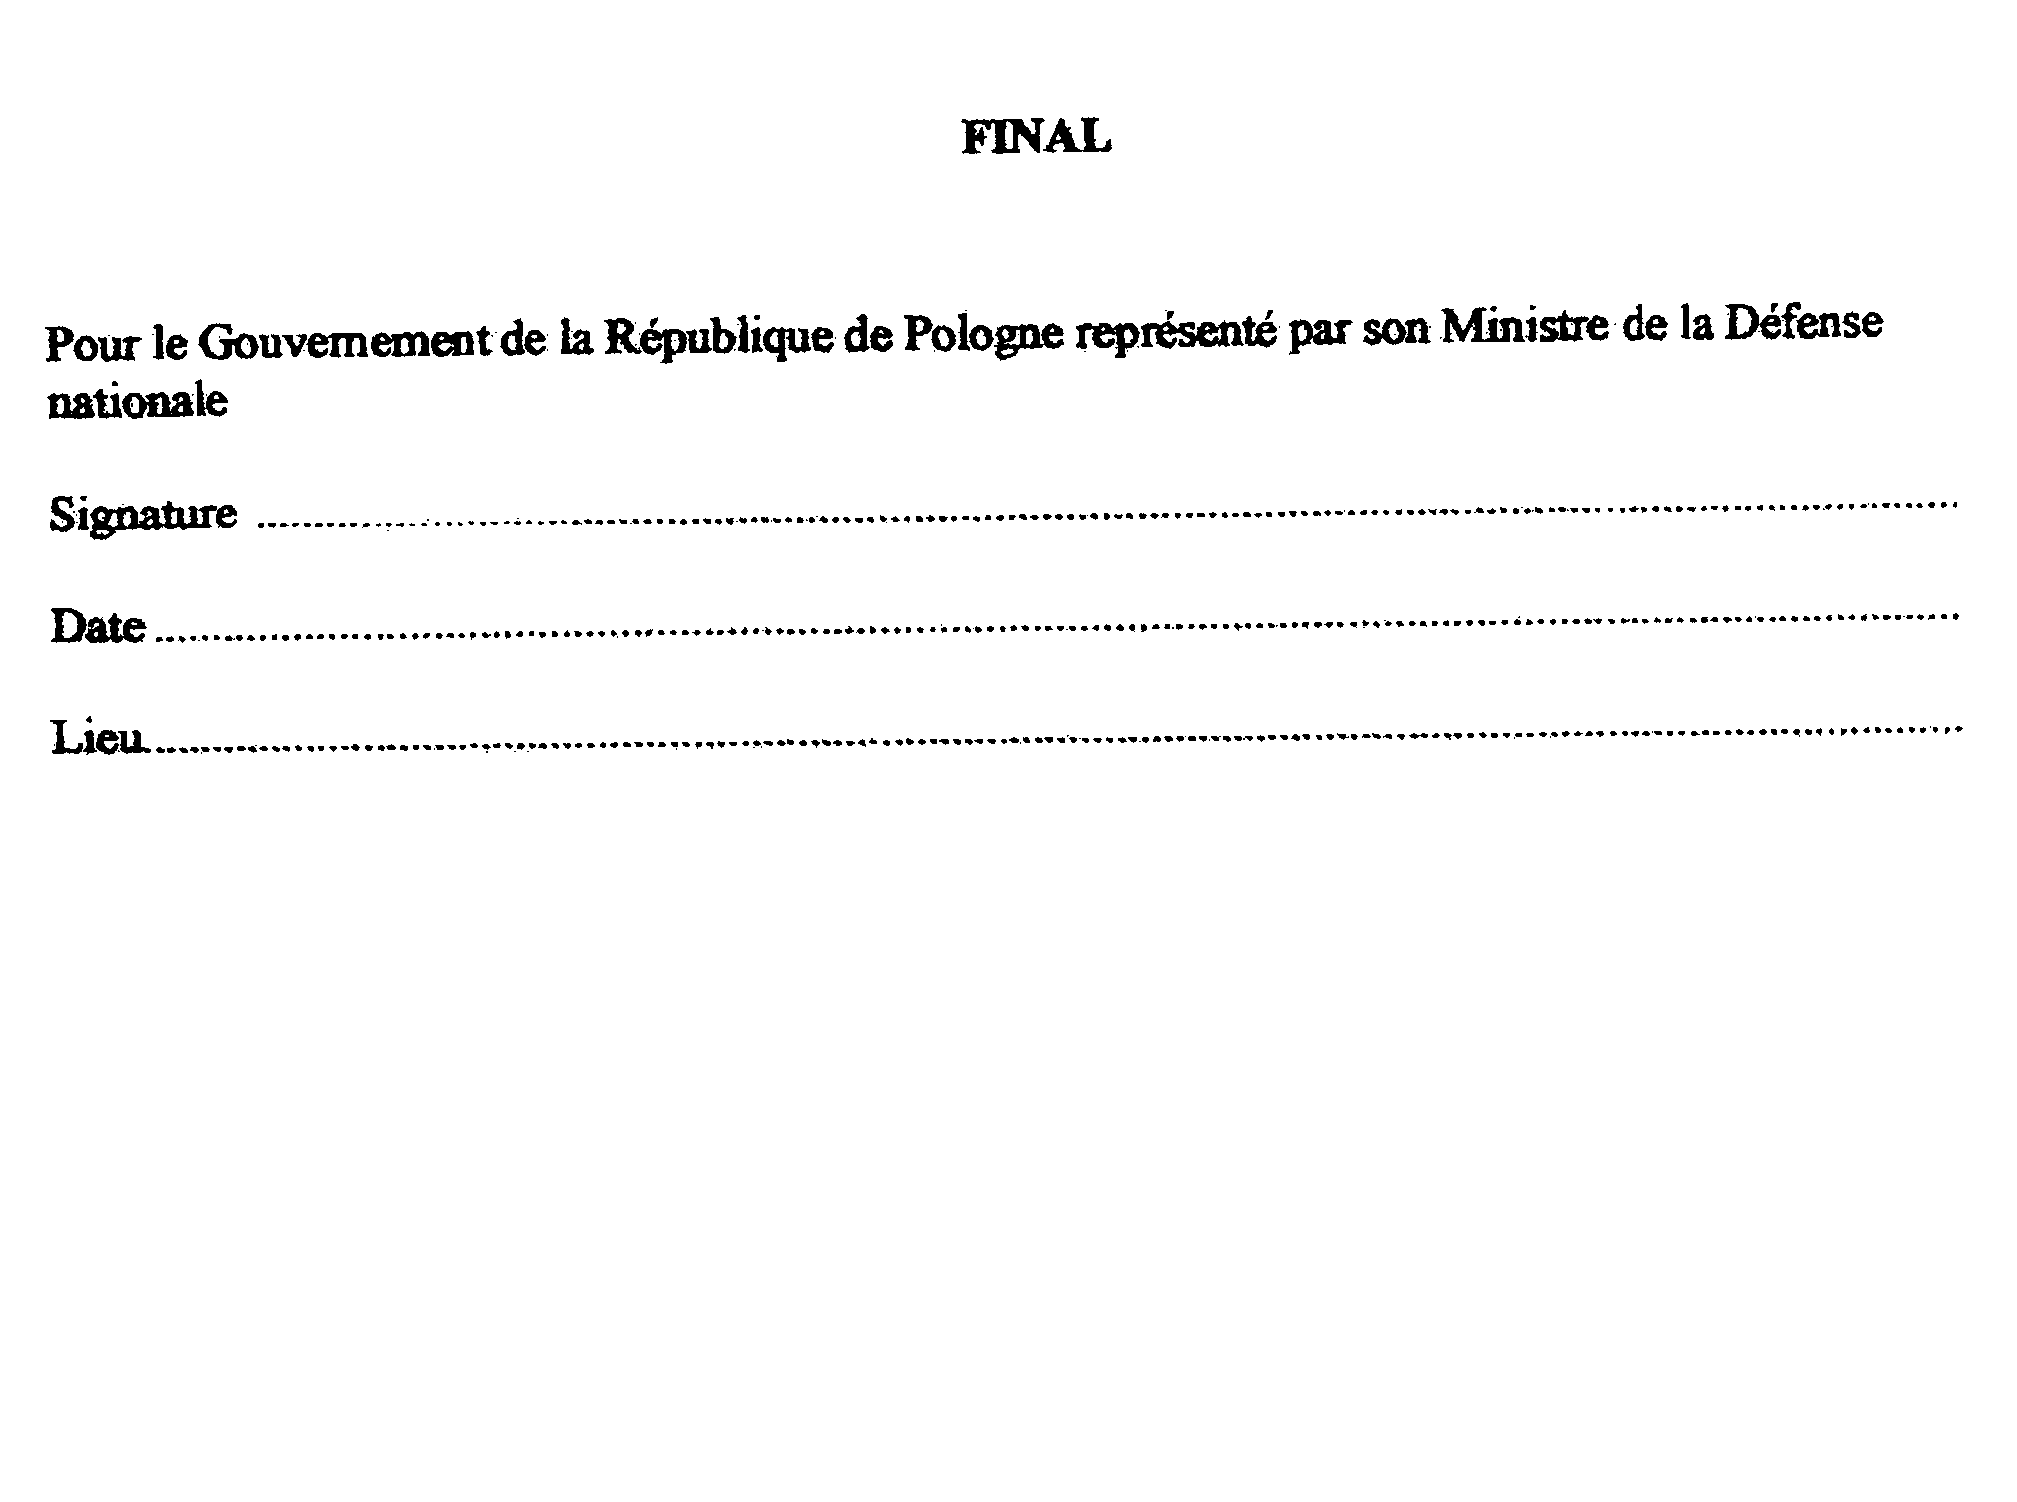 FINAL
Pour le Gouvernement de la République de Pologne représenté par son Ministre de la Défense
nationale
Signature ................................................................................
Date ................................................................................
Lieu................................................................................